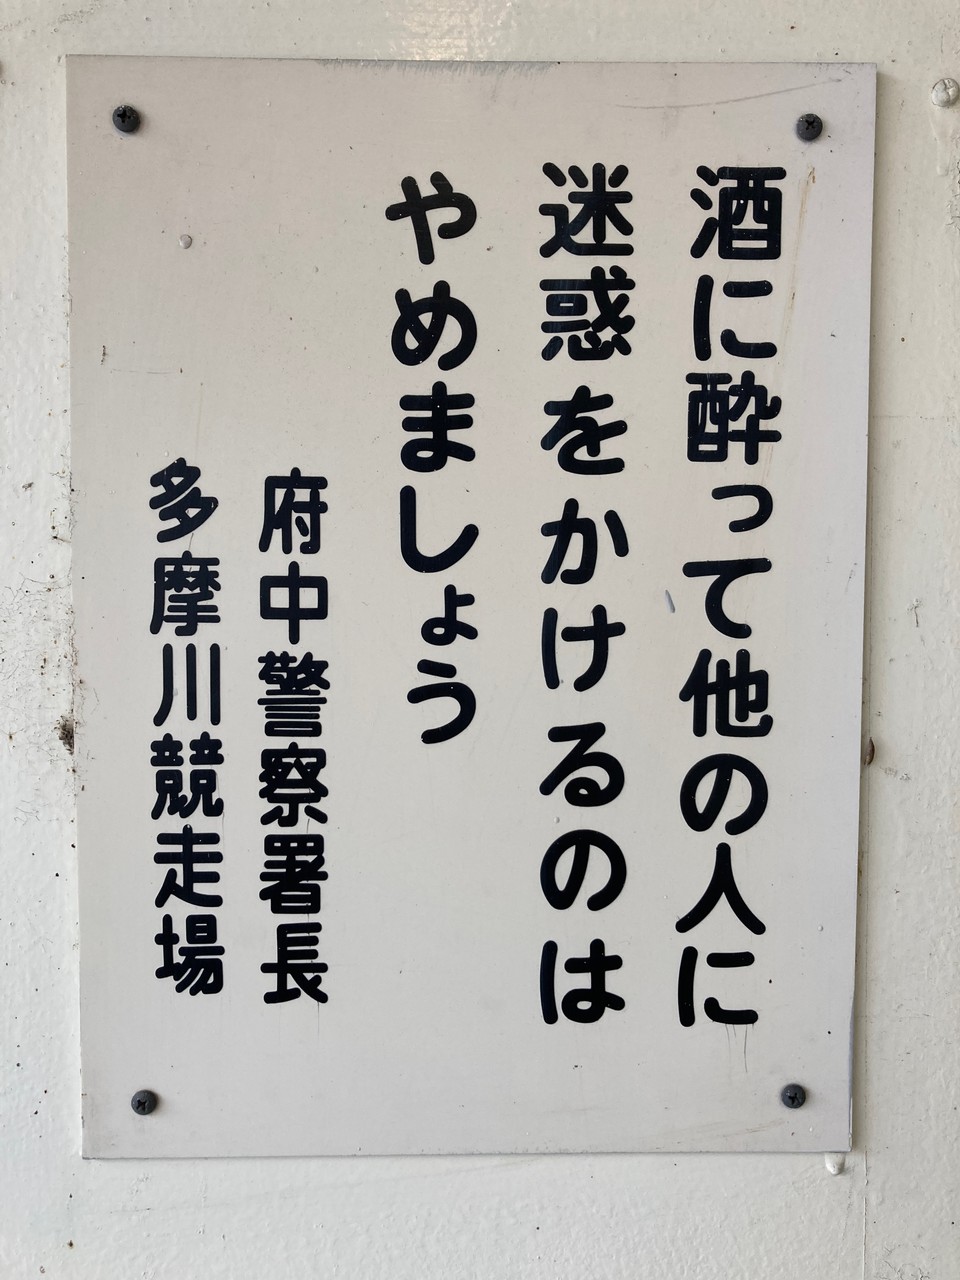 酒に酔って他の人に
迷惑をかけるのは
やめましょう
府中警察署長
多摩川競走場